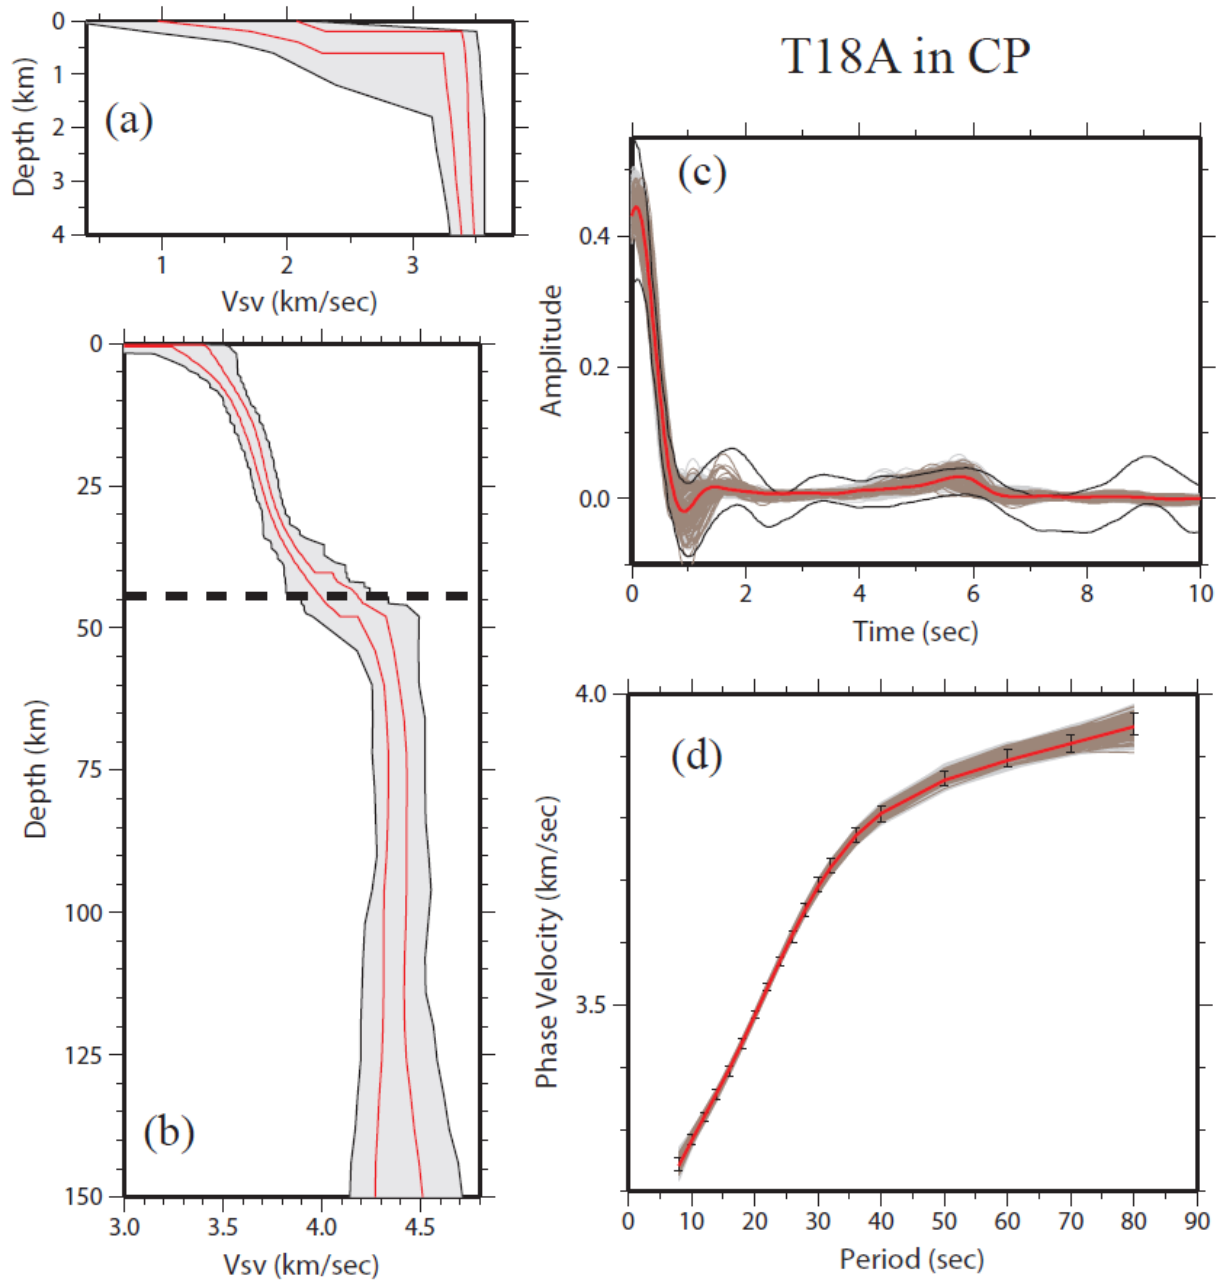 T18A in CP
0
1
2
3
4
Depth (km)
(a)
1 2 3
Vsv (km/sec)
0
25
50
75
100
125
150
Depth (km)
(b)
3.0 3.5 4.0 4.5
Vsv (km/sec)
(c)
0.4
0.2
0.0
Amplitude
0 2 4 6 8 10
Time (sec)
4.0
3.5
Phase Velocity (km/sec)
(d)
0 10 20 30 40 50 60 70 80 90
Period (sec)